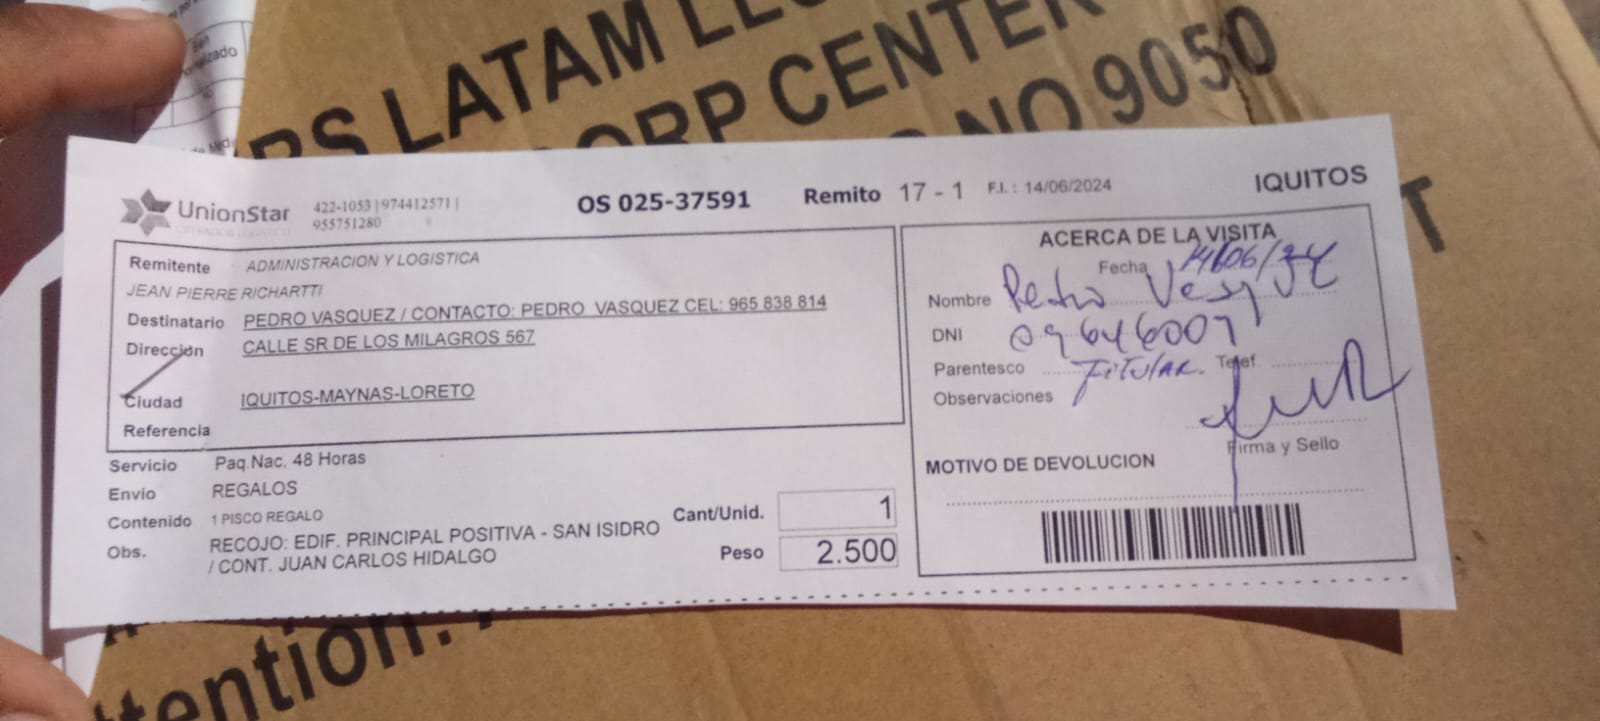 RS LATAM
ORP CENTER
NO 9050
UnionStar
OPERADOR LOGISTICO
422-1053 | 974412571 |
955751280
OS 025-37591
Remito 17 - 1
F.I. : 14/06/2024
IQUITOS
Remitente ADMINISTRACION Y LOGISTICA
JEAN PIERRE RICHARTTI
Destinatario PEDRO VASQUEZ / CONTACTO: PEDRO VASQUEZ CEL: 965 838 814
Dirección CALLE SR DE LOS MILAGROS 567
Ciudad IQUITOS-MAYNAS-LORETO
Referencia
Servicio Paq.Nac. 48 Horas
Envio REGALOS
Contenido 1 PISCO REGALO
Obs. RECOJO: EDIF. PRINCIPAL POSITIVA - SAN ISIDRO
/ CONT. JUAN CARLOS HIDALGO
Cant/Unid. 1
Peso 2.500
ACERCA DE LA VISITA
Fecha 14/06/24
Nombre Pedro Vasquez
DNI 09646007
Parentesco Titular. Telef.
Observaciones
Firma y Sello
MOTIVO DE DEVOLUCION
ttention: